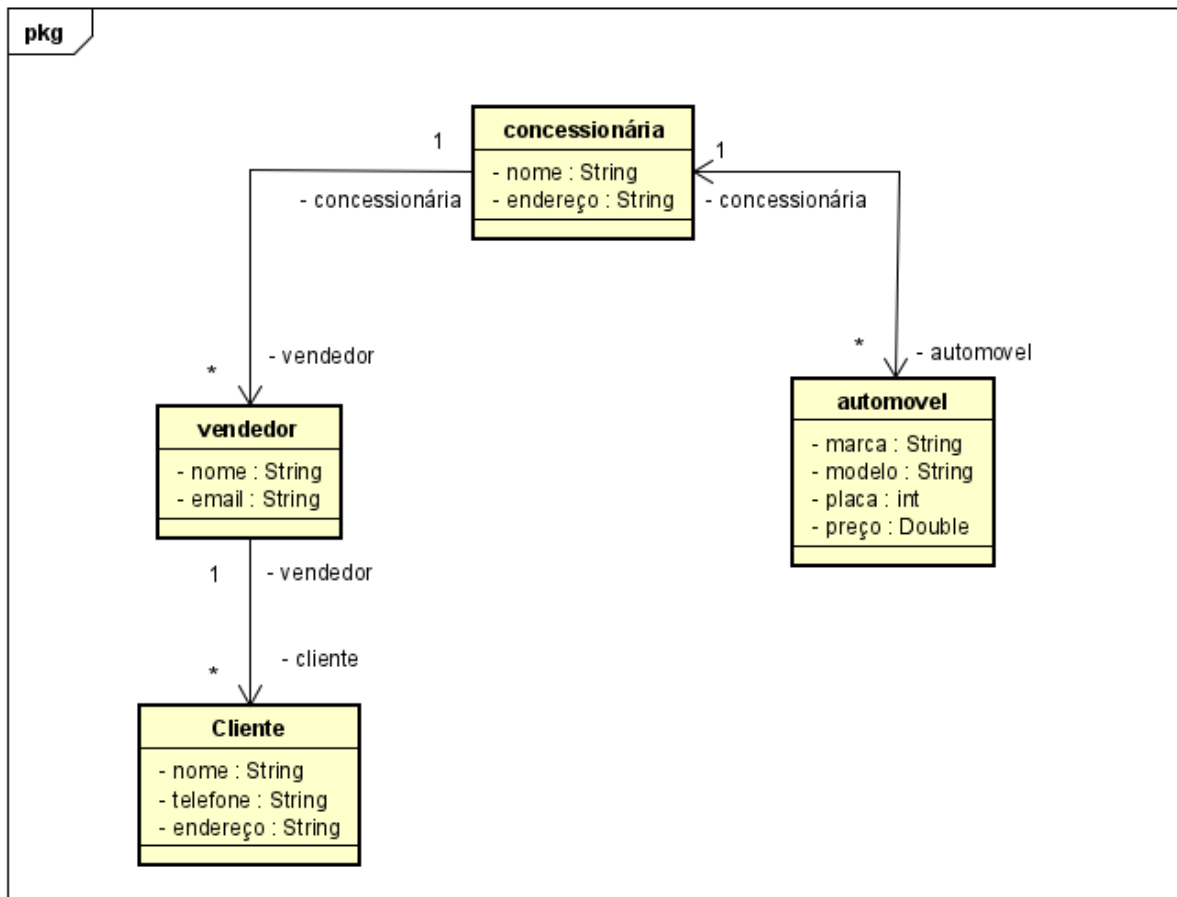 pkg
concessionária
- nome : String
- endereço : String
1
- concessionária
1
- concessionária
*
- vendedor
*
- automovel
vendedor
- nome : String
- email : String
automovel
- marca : String
- modelo : String
- placa : int
- preço : Double
1
- vendedor
*
- cliente
Cliente
- nome : String
- telefone : String
- endereço : String